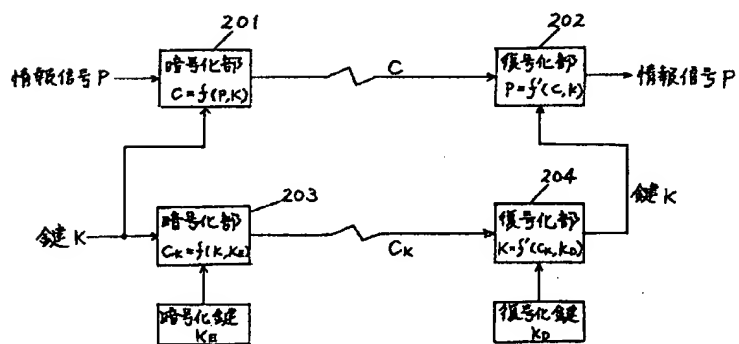 201
202
情報信号P
暗号化部
C=f(P,K)
C
復号化部
P=f'(C,K)
情報信号P
203
204
鍵K
暗号化部
CK=f(K,KE)
CK
復号化部
K=f'(CK,KD)
鍵K
暗号化鍵
KE
復号化鍵
KD